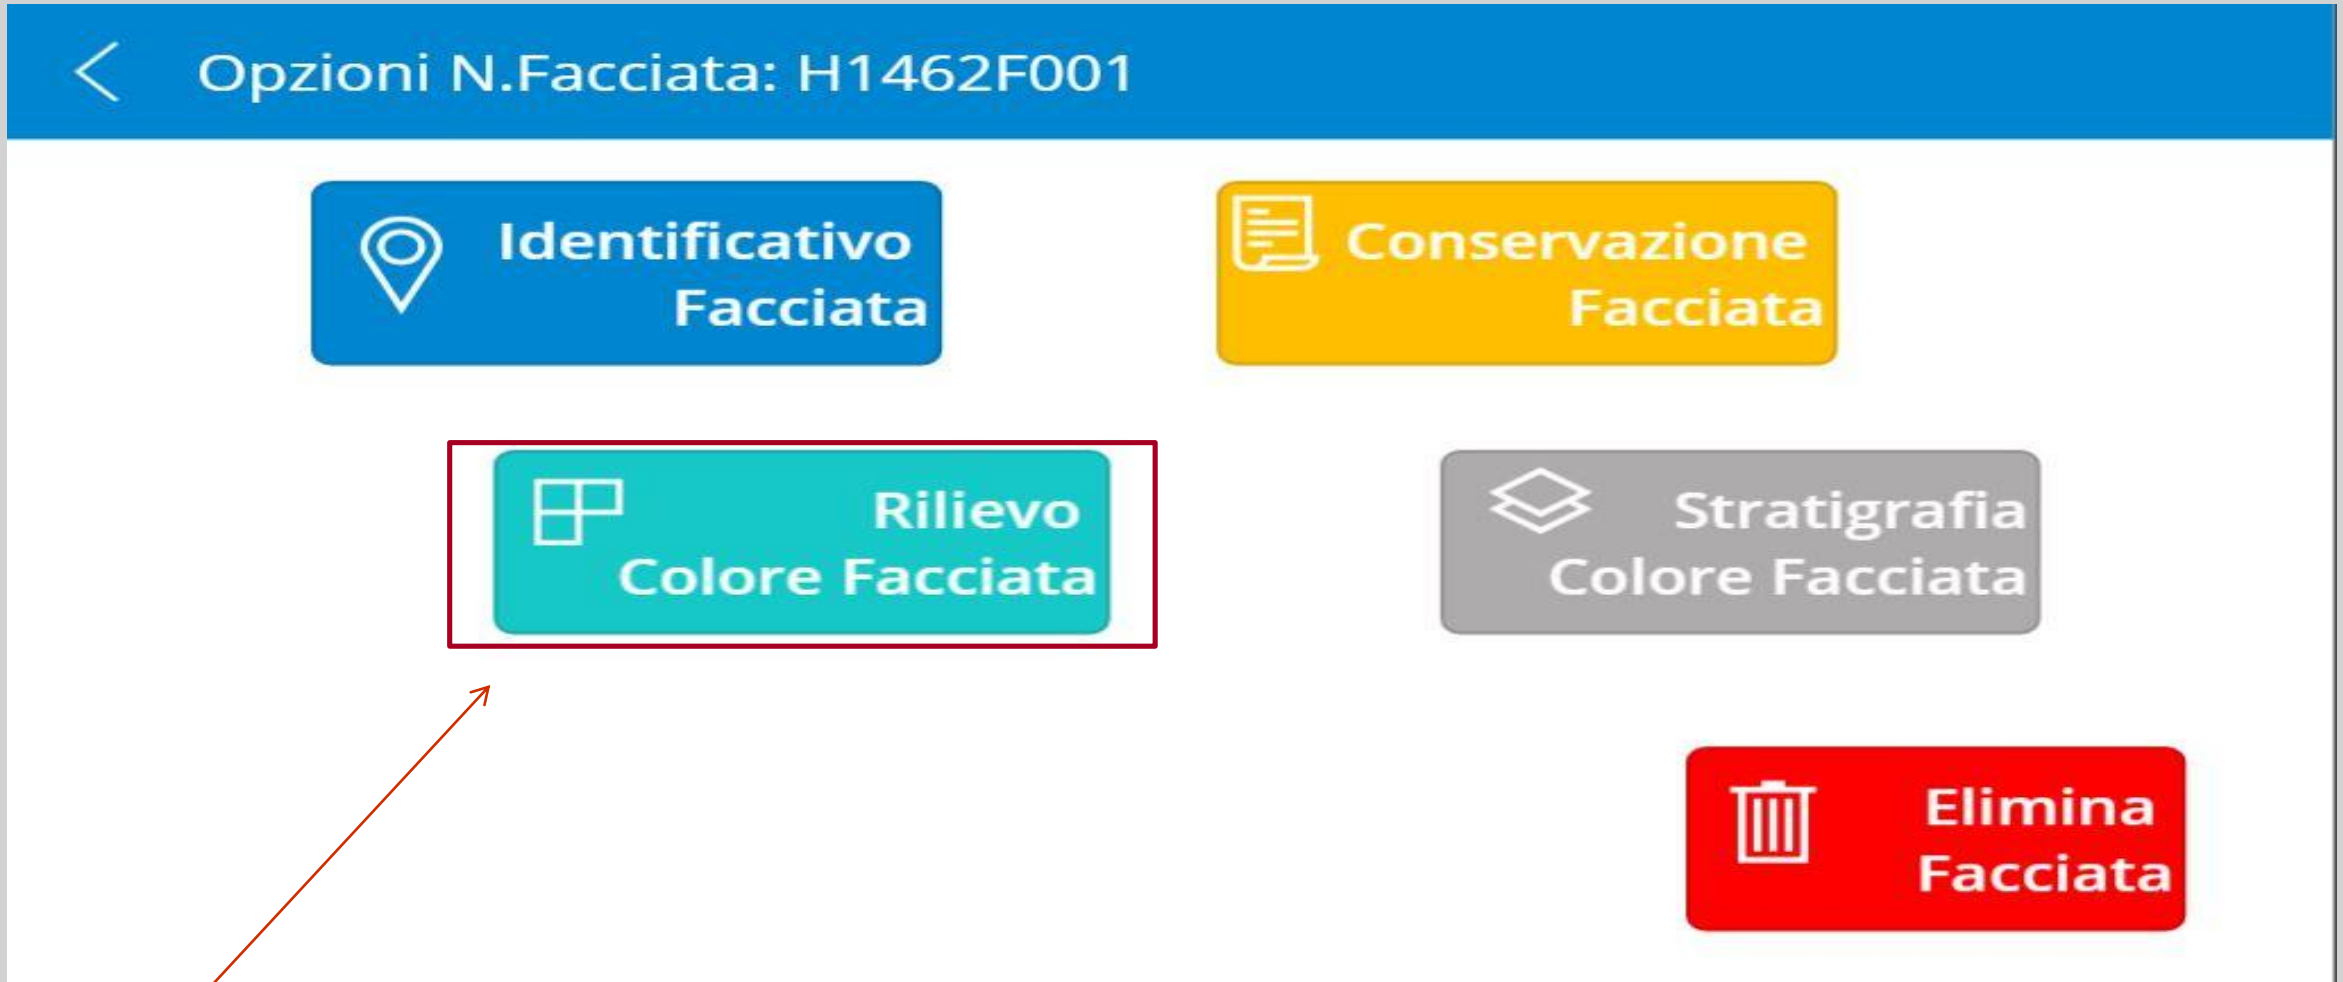 Opzioni N.Facciata: H1462F001
Identificativo
Facciata
Conservazione
Facciata
Rilievo
Colore Facciata
Stratigrafia
Colore Facciata
Elimina
Facciata